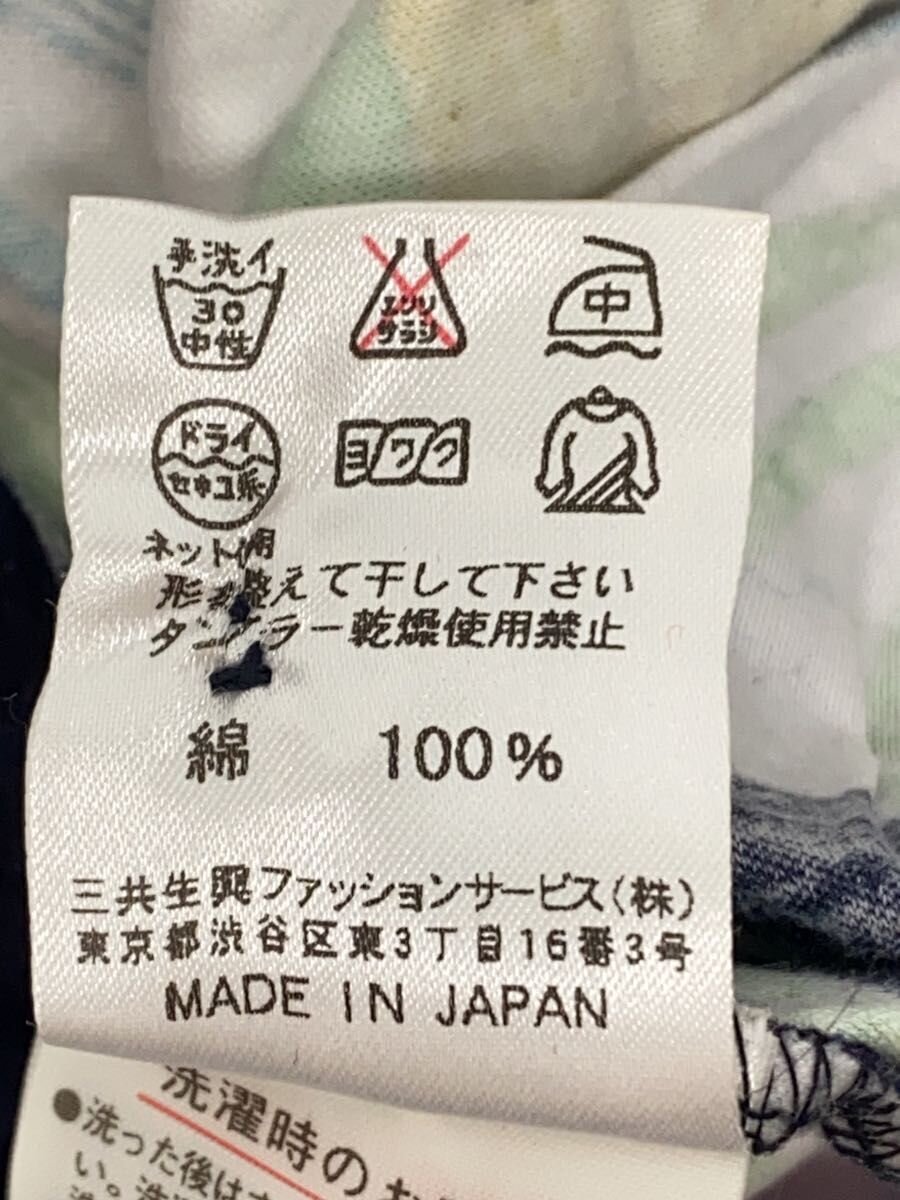 手洗イ
30
中性
エンソ
サラシ
中
ドライ
セキユ系
ヨワク
ネット使用
形を整えて干して下さい
タンブラー乾燥使用禁止
綿 100%
三共生興ファッションサービス(株)
東京都渋谷区東3丁目16番3号
MADE IN JAPAN
洗濯時のお
●洗った後は
い。洗